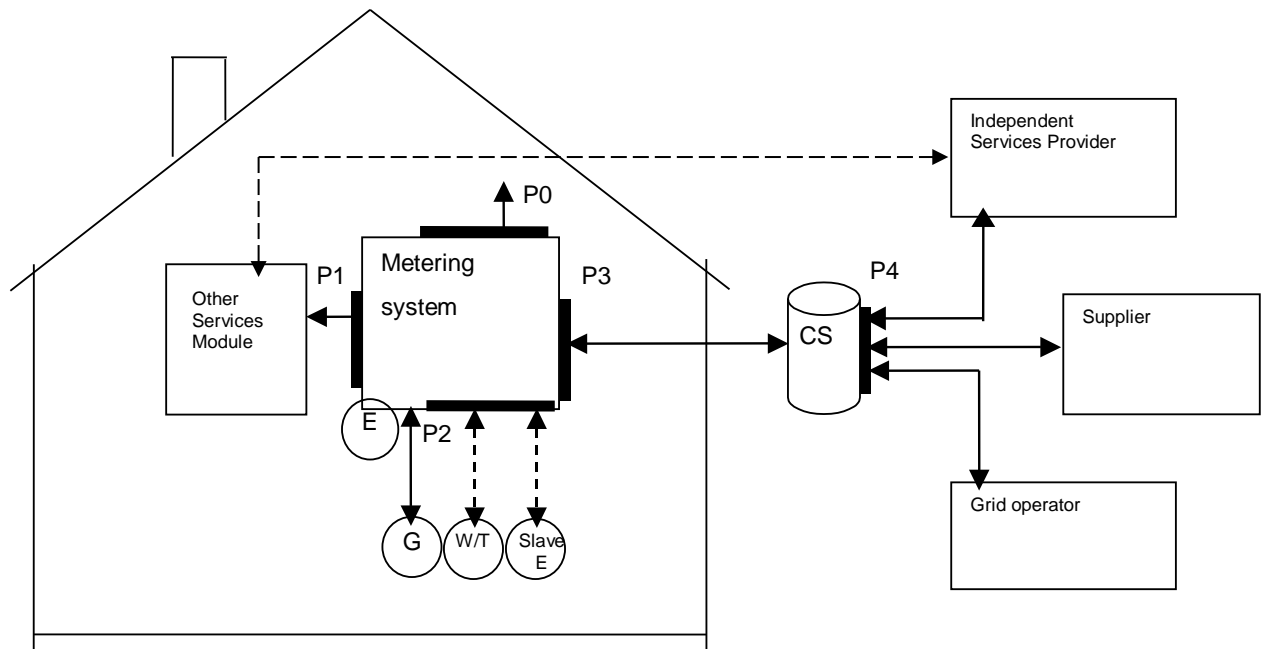 Independent
Services Provider
P0
Metering
system
P1
P3
P4
Other
Services
Module
CS
Supplier
E
P2
G
W/T
Slave
E
Grid operator